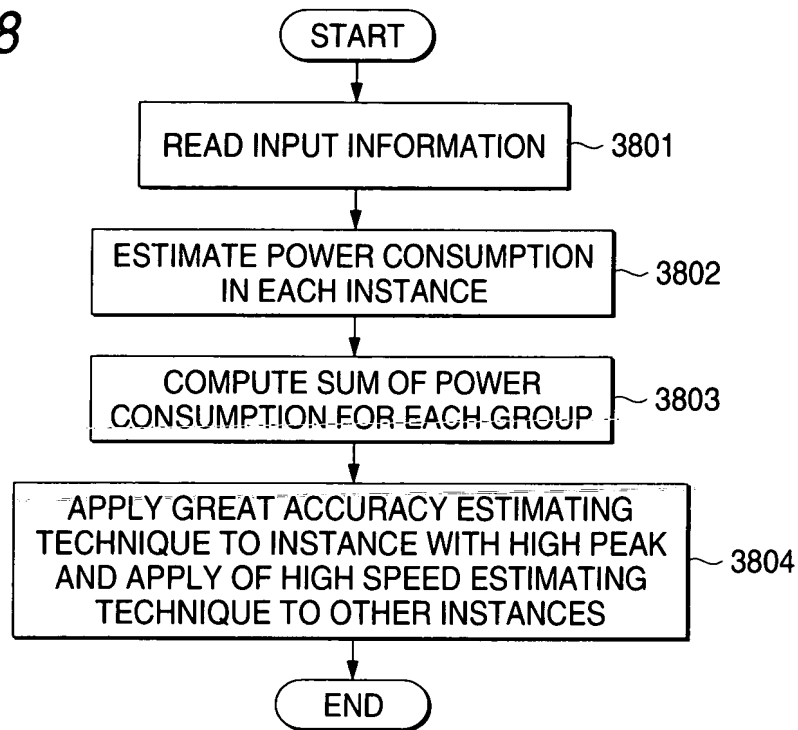 8
START
READ INPUT INFORMATION
3801
ESTIMATE POWER CONSUMPTION
IN EACH INSTANCE
3802
COMPUTE SUM OF POWER
CONSUMPTION FOR EACH GROUP
3803
APPLY GREAT ACCURACY ESTIMATING
TECHNIQUE TO INSTANCE WITH HIGH PEAK
AND APPLY OF HIGH SPEED ESTIMATING
TECHNIQUE TO OTHER INSTANCES
3804
END